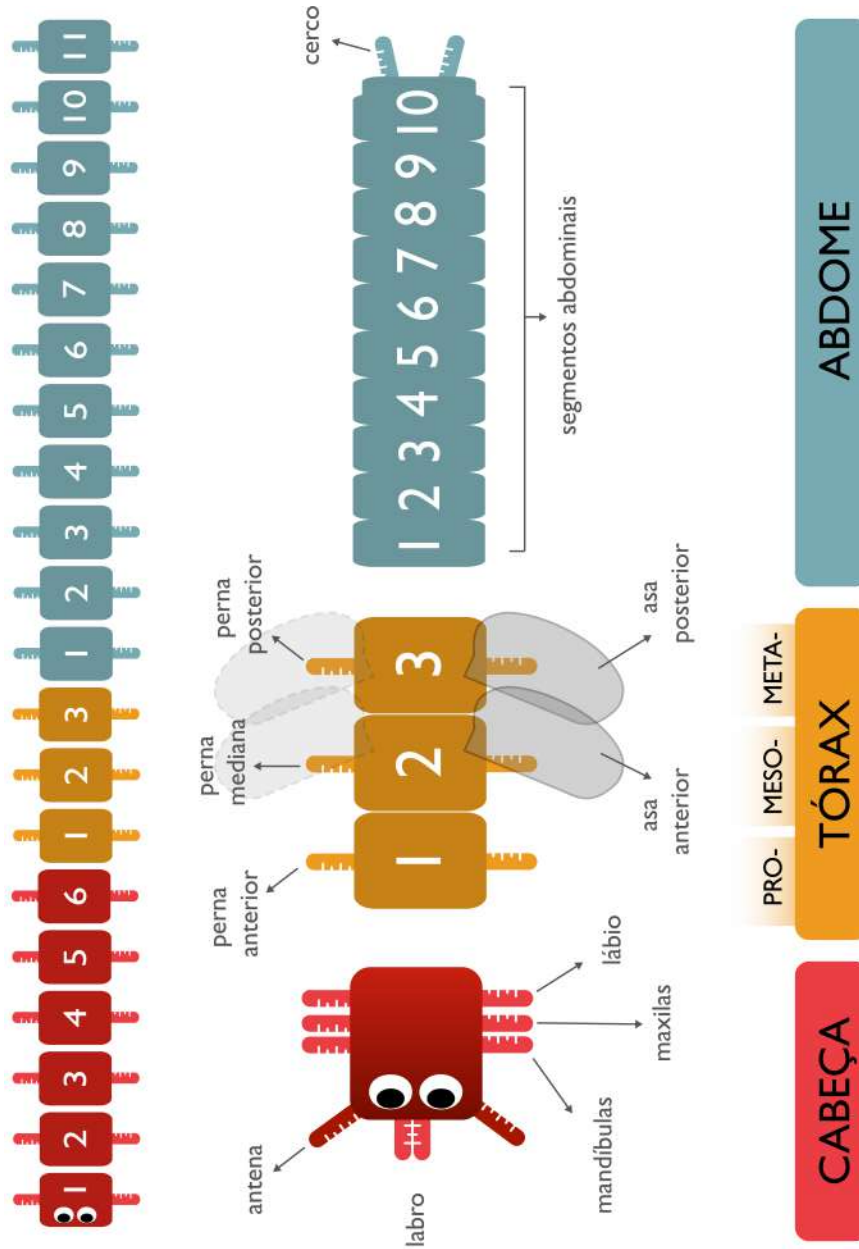 1 2 3 4 5 6 1 2 3 1 2 3 4 5 6 7 8 9 10 11
antena
labro
mandíbulas
maxilas
lábio
perna
anterior
perna
mediana
perna
posterior
1 2 3
asa
anterior
asa
posterior
1 2 3 4 5 6 7 8 9 10
cerco
segmentos abdominais
PRO- MESO- META-
CABEÇA TÓRAX ABDOME